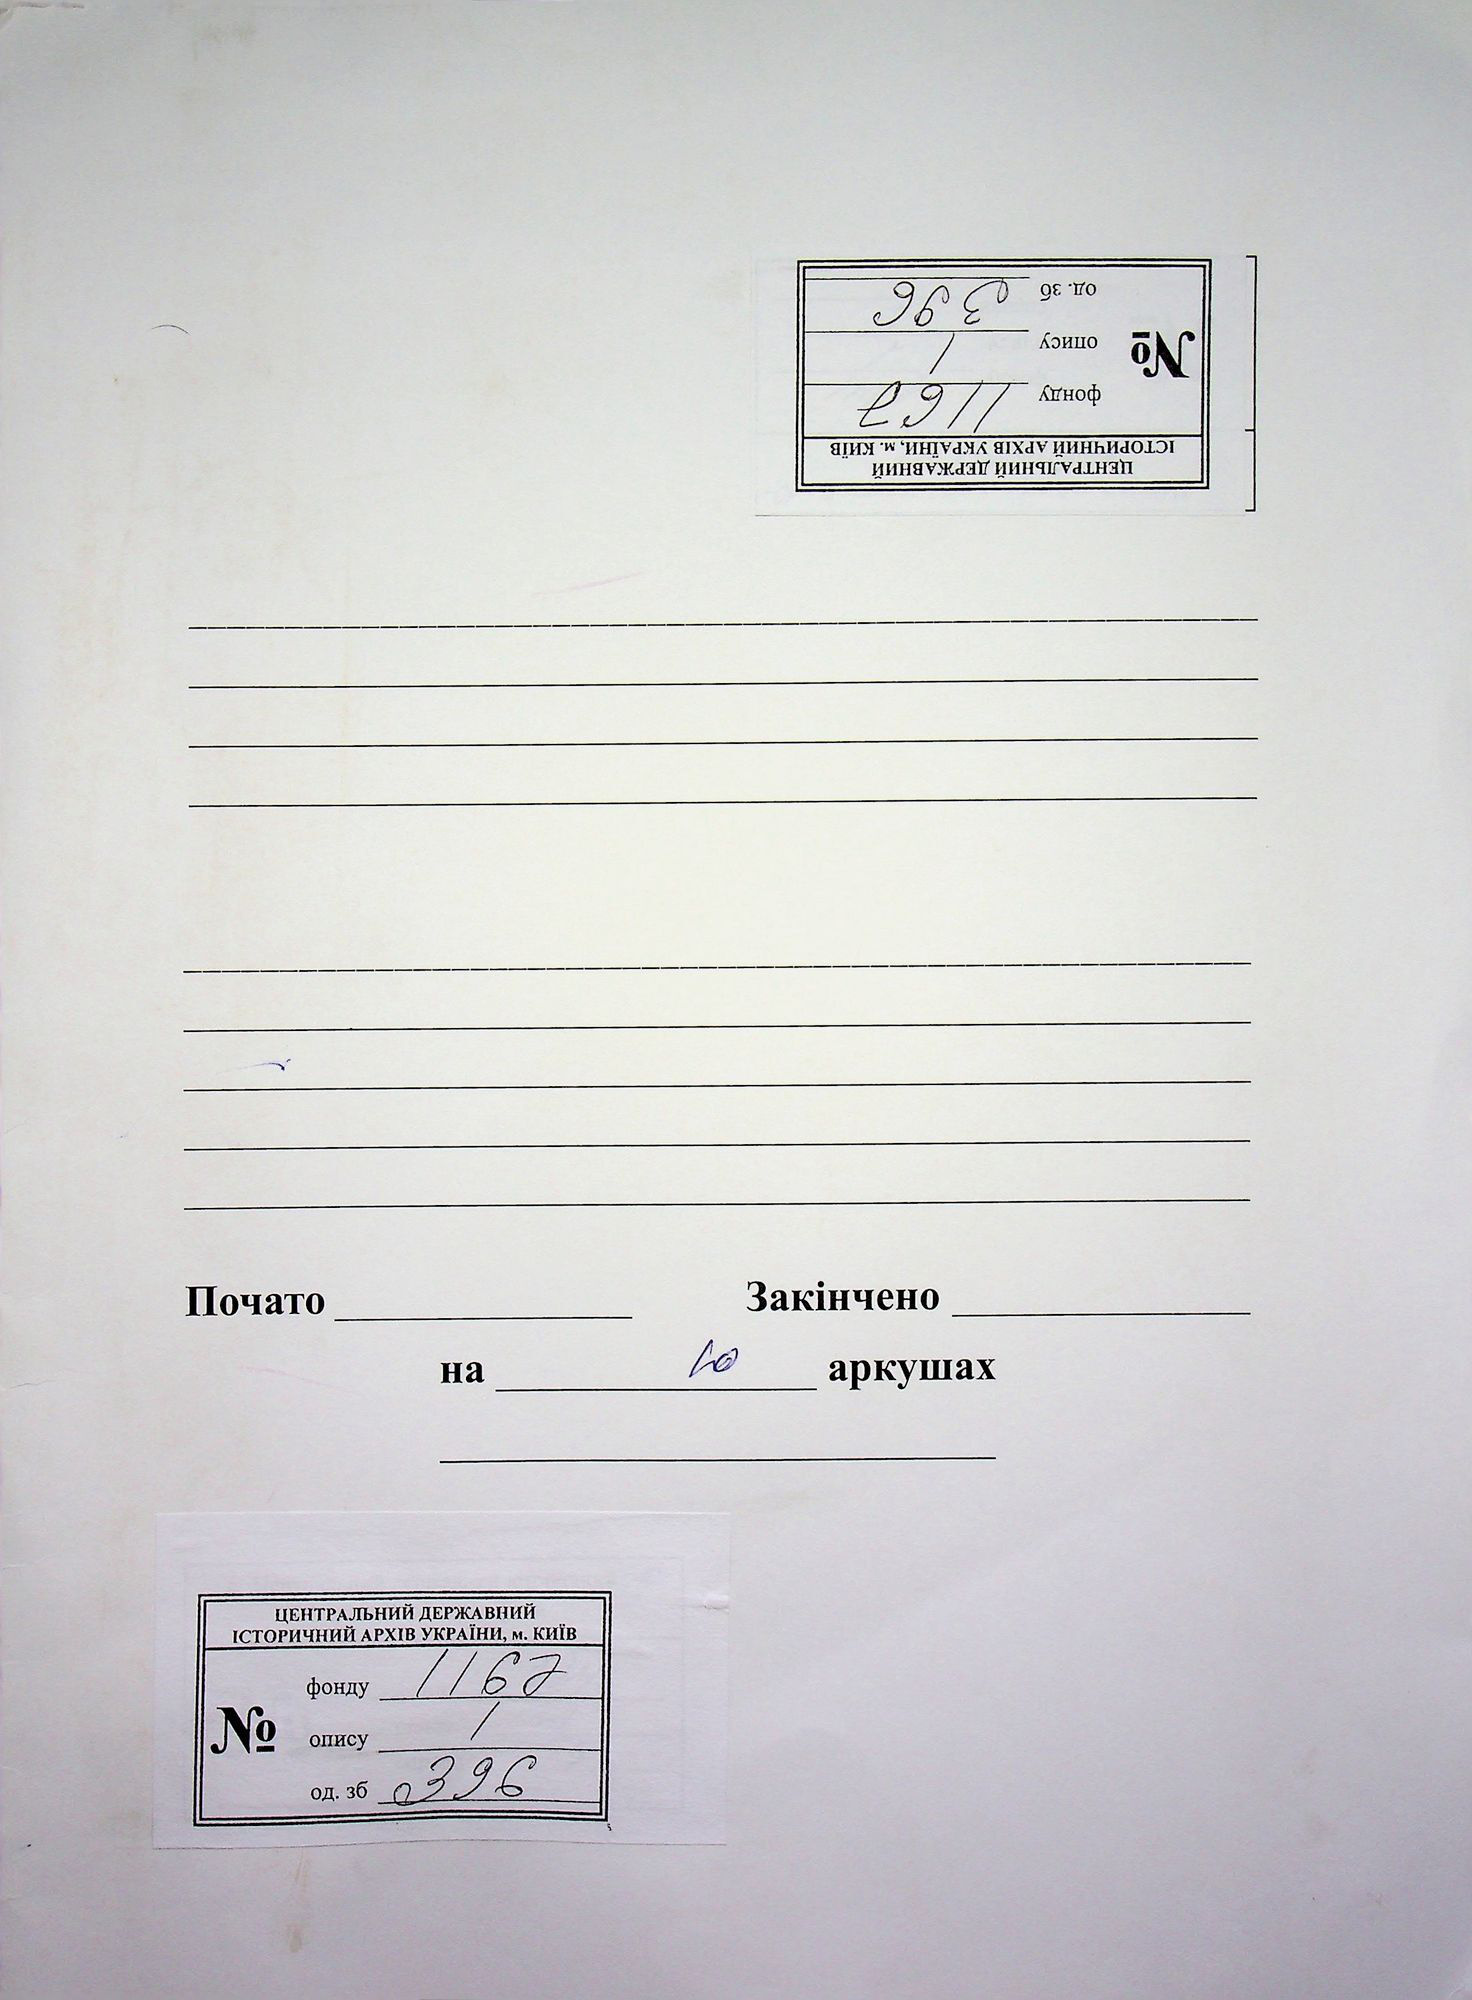 ЦЕНТРАЛЬНИЙ ДЕРЖАВНИЙ
ІСТОРИЧНИЙ АРХІВ УКРАЇНИ, м. КИЇВ
№
фонду 1167
опису 1
од. зб 396
Почато
Закінчено
на 10 аркушах
ЦЕНТРАЛЬНИЙ ДЕРЖАВНИЙ
ІСТОРИЧНИЙ АРХІВ УКРАЇНИ, м. КИЇВ
№
фонду 1167
опису 1
од. зб 396